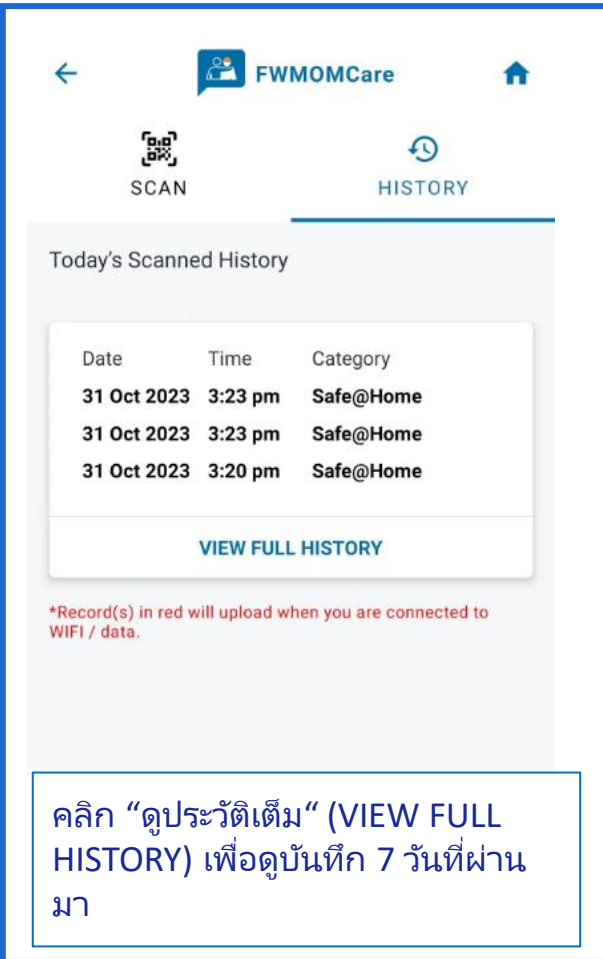 FWMOMCare
SCAN HISTORY
Today's Scanned History
Date Time Category
31 Oct 2023 3:23 pm Safe@Home
31 Oct 2023 3:23 pm Safe@Home
31 Oct 2023 3:20 pm Safe@Home
VIEW FULL HISTORY
*Record(s) in red will upload when you are connected to
WIFI / data.
คลิก “ดูประวัติเต็ม“ (VIEW FULL
HISTORY) เพื่อดูบันทึก 7 วันที่ผ่าน
มา